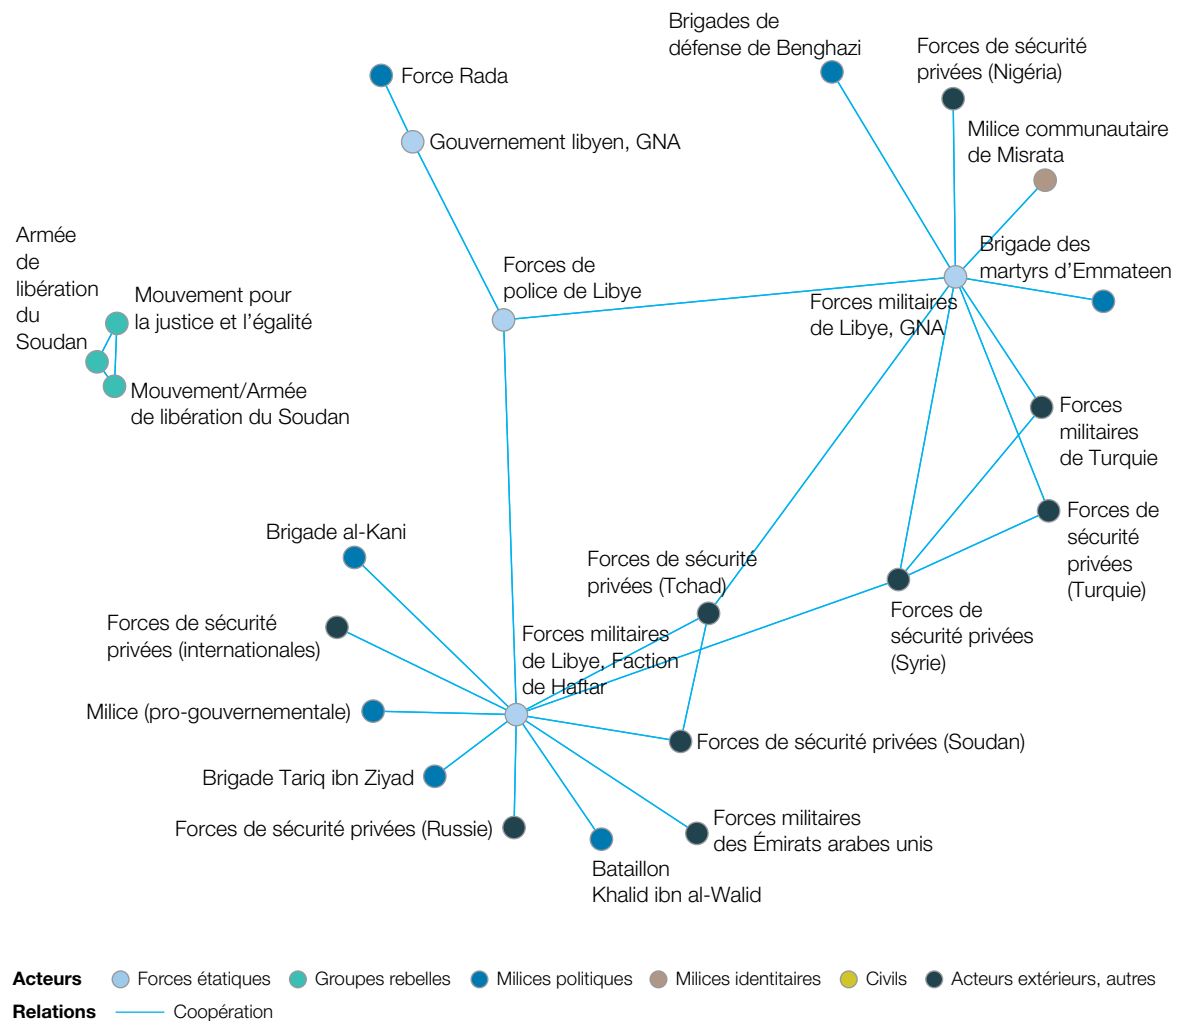 Brigades de
défense de Benghazi
Forces de sécurité
privées (Nigéria)
Force Rada
Milice communautaire
de Misrata
Gouvernement libyen, GNA
Armée
de
libération
du
Soudan
Brigade des
martyrs d’Emmateen
Forces de
police de Libye
Mouvement pour
la justice et l’égalité
Forces militaires
de Libye, GNA
Mouvement/Armée
de libération du Soudan
Forces
militaires
de Turquie
Forces de
sécurité
privées
(Turquie)
Brigade al-Kani
Forces de sécurité
privées (Tchad)
Forces de
sécurité privées
(Syrie)
Forces de sécurité
privées (internationales)
Forces militaires
de Libye, Faction
de Haftar
Milice (pro-gouvernementale)
Forces de sécurité privées (Soudan)
Brigade Tariq ibn Ziyad
Forces de sécurité privées (Russie)
Forces militaires
des Émirats arabes unis
Bataillon
Khalid ibn al-Walid
Acteurs Forces étatiques Groupes rebelles Milices politiques Milices identitaires Civils Acteurs extérieurs, autres
Relations Coopération